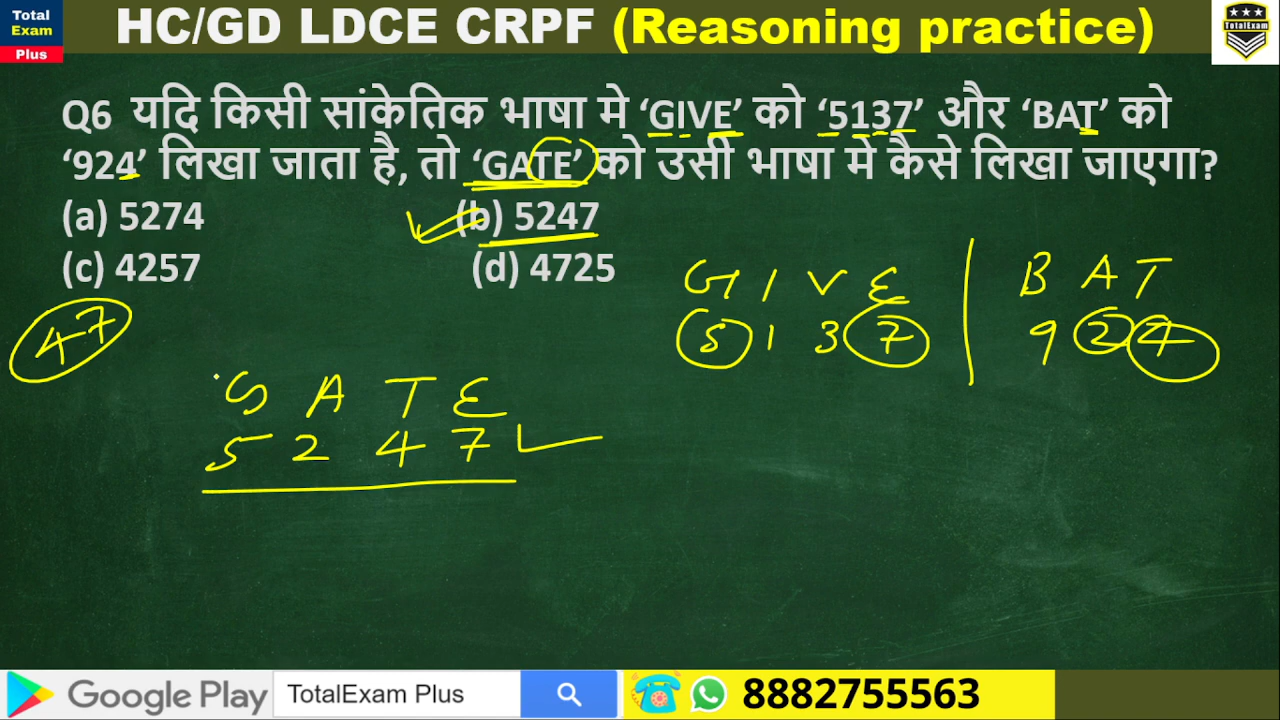 Total
Exam
Plus
HC/GD LDCE CRPF (Reasoning practice)
TotalExam
Q6 यदि किसी सांकेतिक भाषा मे ‘GIVE’ को ‘5137’ और ‘BAT’ को
‘924’ लिखा जाता है, तो ‘GATE’ को उसी भाषा मे कैसे लिखा जाएगा?
(a) 5274 (b) 5247
(c) 4257 (d) 4725
G I V E B A T
5 1 3 7 9 2 4
47
G A T E
5 2 4 7
Google Play TotalExam Plus 8882755563